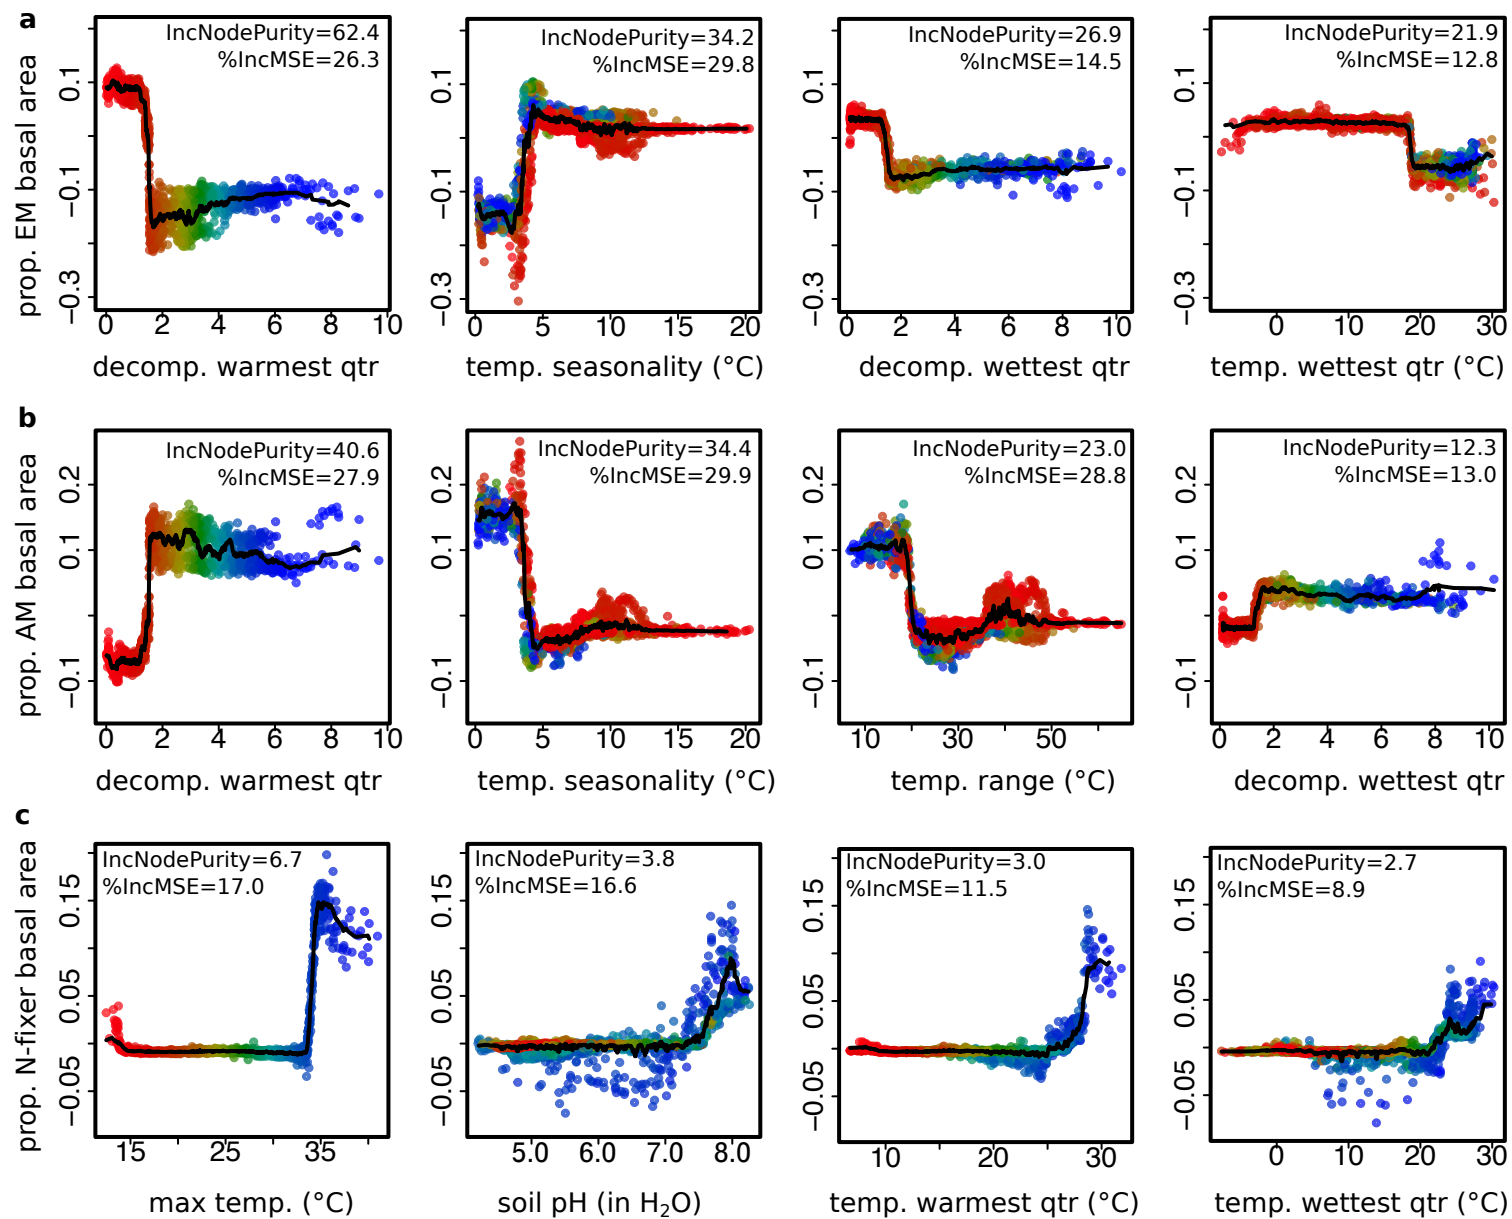 a
IncNodePurity=62.4
%IncMSE=26.3
IncNodePurity=34.2
%IncMSE=29.8
IncNodePurity=26.9
%IncMSE=14.5
IncNodePurity=21.9
%IncMSE=12.8
prop. EM basal area
0.1
−0.1
−0.3
0.1
−0.1
−0.3
0.1
−0.1
−0.3
0.1
−0.1
−0.3
0 2 4 6 8 10
0 5 10 15 20
0 2 4 6 8 10
0 10 20 30
decomp. warmest qtr
temp. seasonality (°C)
decomp. wettest qtr
temp. wettest qtr (°C)
b
IncNodePurity=40.6
%IncMSE=27.9
IncNodePurity=34.4
%IncMSE=29.9
IncNodePurity=23.0
%IncMSE=28.8
IncNodePurity=12.3
%IncMSE=13.0
prop. AM basal area
0.2
0.1
−0.1
0.2
0.1
−0.1
0.2
0.1
−0.1
0.2
0.1
−0.1
0 2 4 6 8 10
0 5 10 15 20
10 30 50
0 2 4 6 8 10
decomp. warmest qtr
temp. seasonality (°C)
temp. range (°C)
decomp. wettest qtr
c
IncNodePurity=6.7
%IncMSE=17.0
IncNodePurity=3.8
%IncMSE=16.6
IncNodePurity=3.0
%IncMSE=11.5
IncNodePurity=2.7
%IncMSE=8.9
prop. N-fixer basal area
0.15
0.05
−0.05
0.15
0.05
−0.05
0.15
0.05
−0.05
0.15
0.05
−0.05
15 25 35
5.0 6.0 7.0 8.0
10 20 30
0 10 20 30
max temp. (°C)
soil pH (in H₂O)
temp. warmest qtr (°C)
temp. wettest qtr (°C)